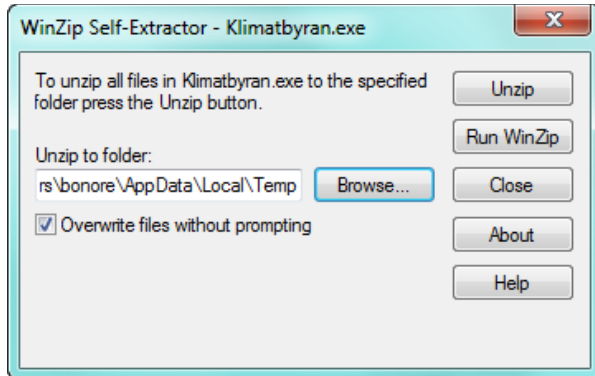 WinZip Self-Extractor - Klimatbyran.exe
To unzip all files in Klimatbyran.exe to the specified
folder press the Unzip button.
Unzip to folder:
rs\bonore\AppData\Local\Temp
Browse...
Overwrite files without prompting
Unzip
Run WinZip
Close
About
Help